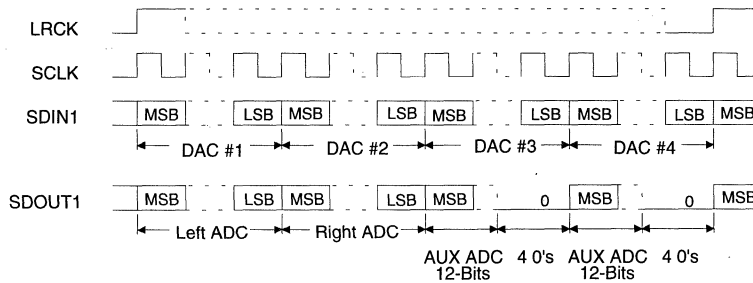 LRCK
SCLK
SDIN1 MSB LSB MSB LSB MSB LSB MSB LSB MSB
DAC #1 DAC #2 DAC #3 DAC #4
SDOUT1 MSB LSB MSB LSB MSB 0 MSB 0 MSB
Left ADC Right ADC
AUX ADC 4 0's AUX ADC 4 0's
12-Bits 12-Bits